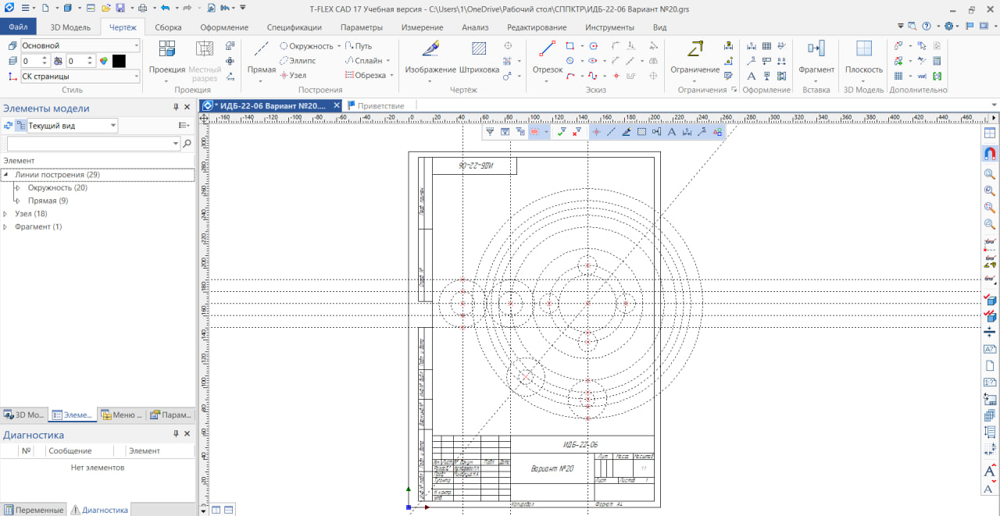 T-FLEX CAD 17 Учебная версия - C:\Users\1\OneDrive\Рабочий стол\СППКТР\ИДБ-22-06 Вариант №20.grs
Файл 3D Модель Чертёж Сборка Оформление Спецификации Параметры Измерение Анализ Редактирование Инструменты Вид
Основной
0 0
СК страницы
Стиль
Проекция Местный разрез
Проекция
Прямая Окружность Путь
Эллипс Сплайн
Узел Обрезка
Построения
Изображение Штриховка
Чертёж
Отрезок
Эскиз
Ограничение
Ограничения
Оформление
Фрагмент
Вставка
Плоскость
3D Модель
Дополнительно
Элементы модели
Текущий вид
Элемент
Линии построения (29)
Окружность (20)
Прямая (9)
Узел (18)
Фрагмент (1)
3D Мо... Элеме... Меню ... Парам...
Диагностика
№ Сообщение Элемент
Нет элементов
Переменные Диагностика
* ИДБ-22-06 Вариант №20.... Приветствие
-160 -140 -120 -100 -80 -60 -40 -20 0 20 40 60 80 100 120 140 160 180 200 220 240 260 280 300 320 340 360 380 400 420 440 460
300
280
260
240
220
200
180
160
140
120
100
80
60
40
20
0
ИДБ-22-06
ИДБ-22-06
Вариант №20
Лит Масса Масштаб
1:1
Лист Листов 1
Н контр
Копировал Формат А4